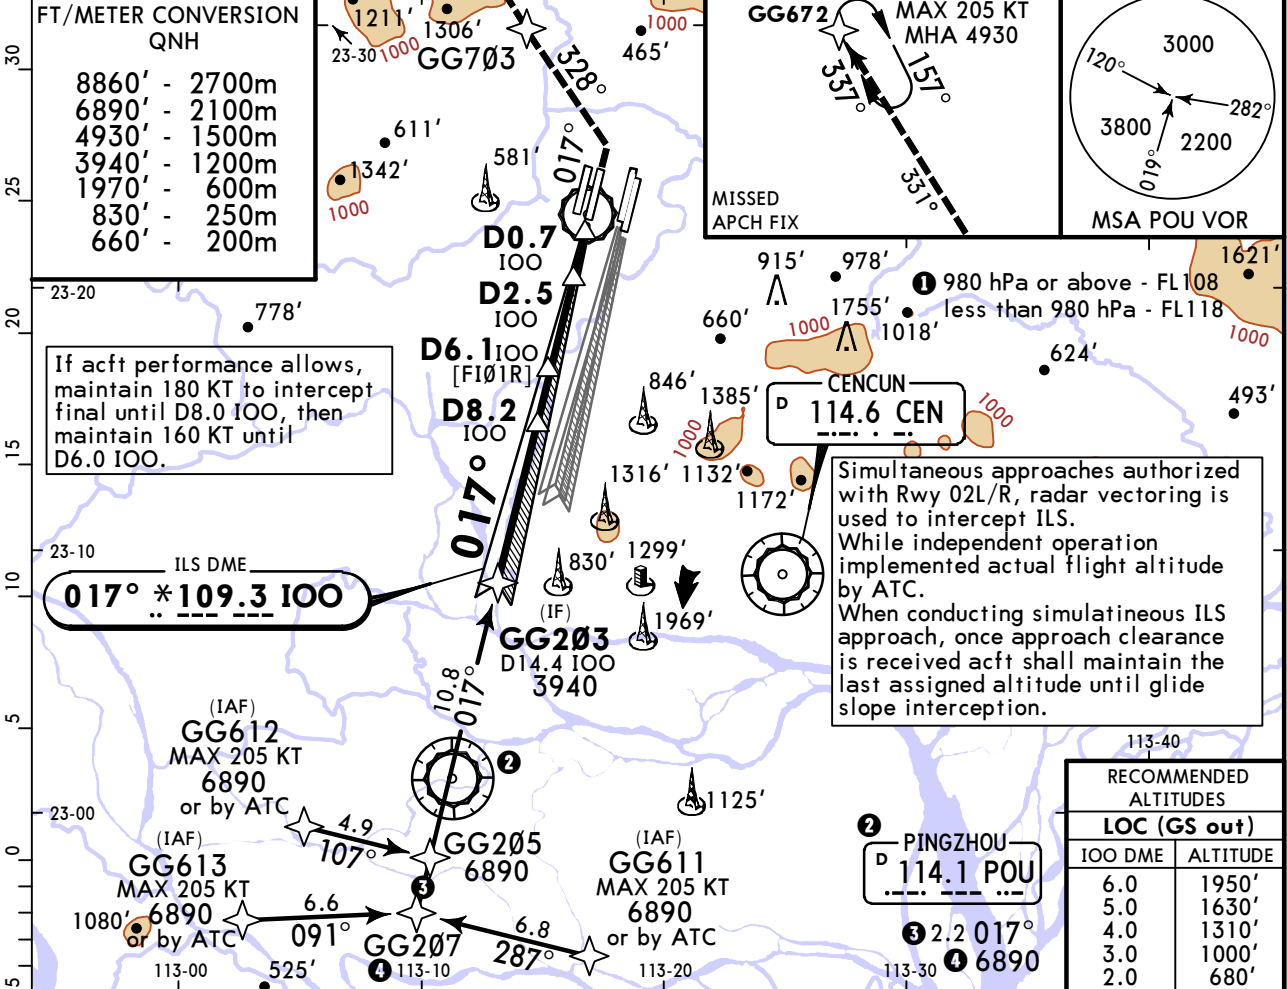 FT/METER CONVERSION
QNH
8860' - 2700m
6890' - 2100m
4930' - 1500m
3940' - 1200m
1970' - 600m
830' - 250m
660' - 200m
30
25
20
15
10
5
0
5
1211'
1306'
1000
23-30
GG7Ø3
328°
465'
1000
611'
1342'
1000
581'
017°
GG672
MAX 205 KT
MHA 4930
337°
157°
331°
MISSED
APCH FIX
3000
120°
282°
3800
2200
019°
MSA POU VOR
D0.7
IOO
D2.5
IOO
D6.1 IOO
[FIØ1R]
D8.2
IOO
017°
23-20
778'
If acft performance allows,
maintain 180 KT to intercept
final until D8.0 IOO, then
maintain 160 KT until
D6.0 IOO.
915'
978'
1755'
1018'
1000
660'
1 980 hPa or above - FL108
less than 980 hPa - FL118
1621'
1000
624'
493'
1000
846'
1385'
1000
1132'
1172'
1316'
CENCUN
D 114.6 CEN
Simultaneous approaches authorized
with Rwy 02L/R, radar vectoring is
used to intercept ILS.
While independent operation
implemented actual flight altitude
by ATC.
When conducting simulatineous ILS
approach, once approach clearance
is received acft shall maintain the
last assigned altitude until glide
slope interception.
23-10
ILS DME
017° *109.3 IOO
830'
1299'
1969'
(IF)
GG2Ø3
D14.4 IOO
3940
10.8
017°
(IAF)
GG612
MAX 205 KT
6890
or by ATC
2
1125'
113-40
23-00
4.9
107°
GG2Ø5
6890
(IAF)
GG613
MAX 205 KT
6890
or by ATC
1080'
6.6
091°
3
GG2Ø7
4
(IAF)
GG611
MAX 205 KT
6890
or by ATC
6.8
287°
2
PINGZHOU
D 114.1 POU
3 2.2 017°
4 6890
113-00
525'
113-10
113-20
113-30
RECOMMENDED
ALTITUDES
LOC (GS out)
IOO DME ALTITUDE
6.0 1950'
5.0 1630'
4.0 1310'
3.0 1000'
2.0 680'